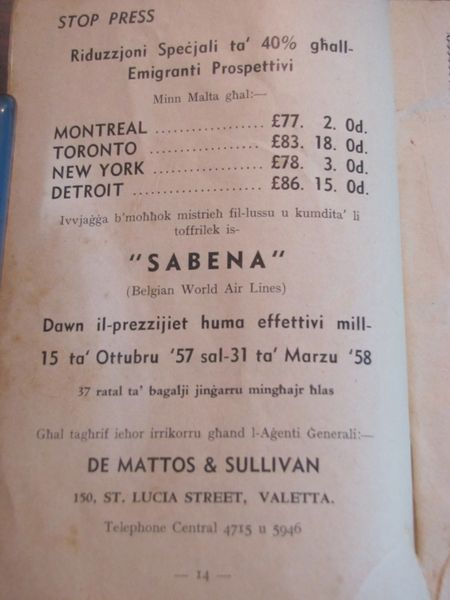 STOP PRESS
Riduzzjoni Speċjali ta' 40% għall-
Emigranti Prospettivi
Minn Malta għal:—
MONTREAL .................. £77. 2. 0d.
TORONTO .................. £83. 18. 0d.
NEW YORK .................. £78. 3. 0d.
DETROIT .................. £86. 15. 0d.
Ivvjaġġa b'moħħok mistrieħ fil-lussu u kumdita' li
toffrilek is-
"SABENA"
(Belgian World Air Lines)
Dawn il-prezzijiet huma effettivi mill-
15 ta' Ottubru '57 sal-31 ta' Marzu '58
37 ratal ta' bagalji jinġarru mingħajr ħlas
Għal tagħrif ieħor irrikorru għand l-Aġenti Ġenerali:—
DE MATTOS & SULLIVAN
150, ST. LUCIA STREET, VALETTA.
Telephone Central 4715 u 5946
— 14 —